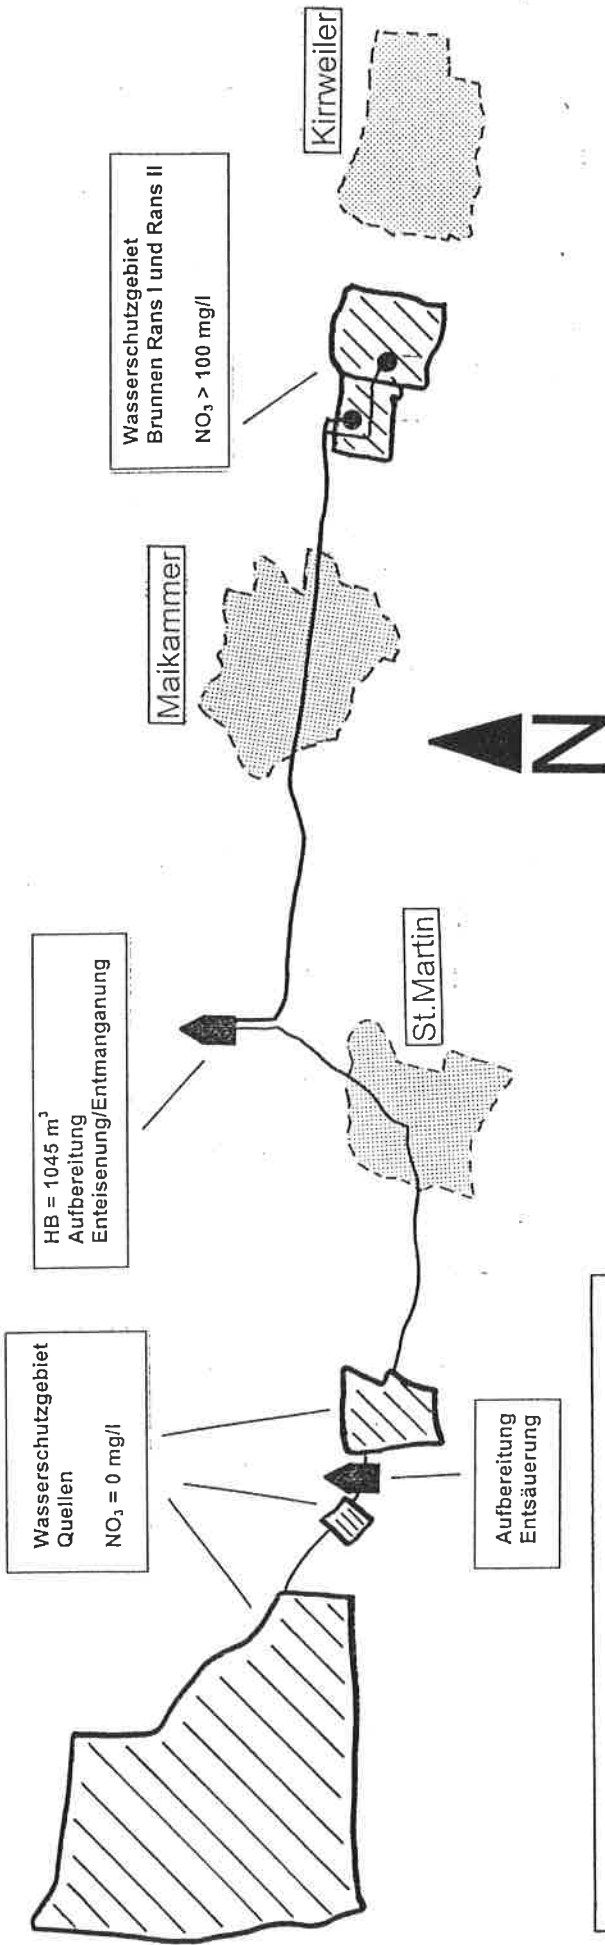 Wasserschutzgebiet
Quellen
NO₃ = 0 mg/l
HB = 1045 m³
Aufbereitung
Enteisenung/Entmanganung
Wasserschutzgebiet
Brunnen Rans I und Rans II
NO₃ > 100 mg/l
Maikammer
Kirrweiler
St.Martin
Aufbereitung
Entsäuerung
N